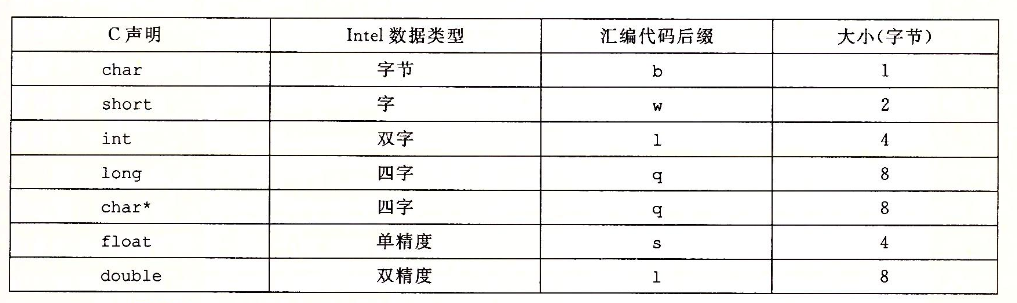 C声明 Intel 数据类型 汇编代码后缀 大小(字节)
char 字节 b 1
short 字 w 2
int 双字 l 4
long 四字 q 8
char* 四字 q 8
float 单精度 s 4
double 双精度 l 8